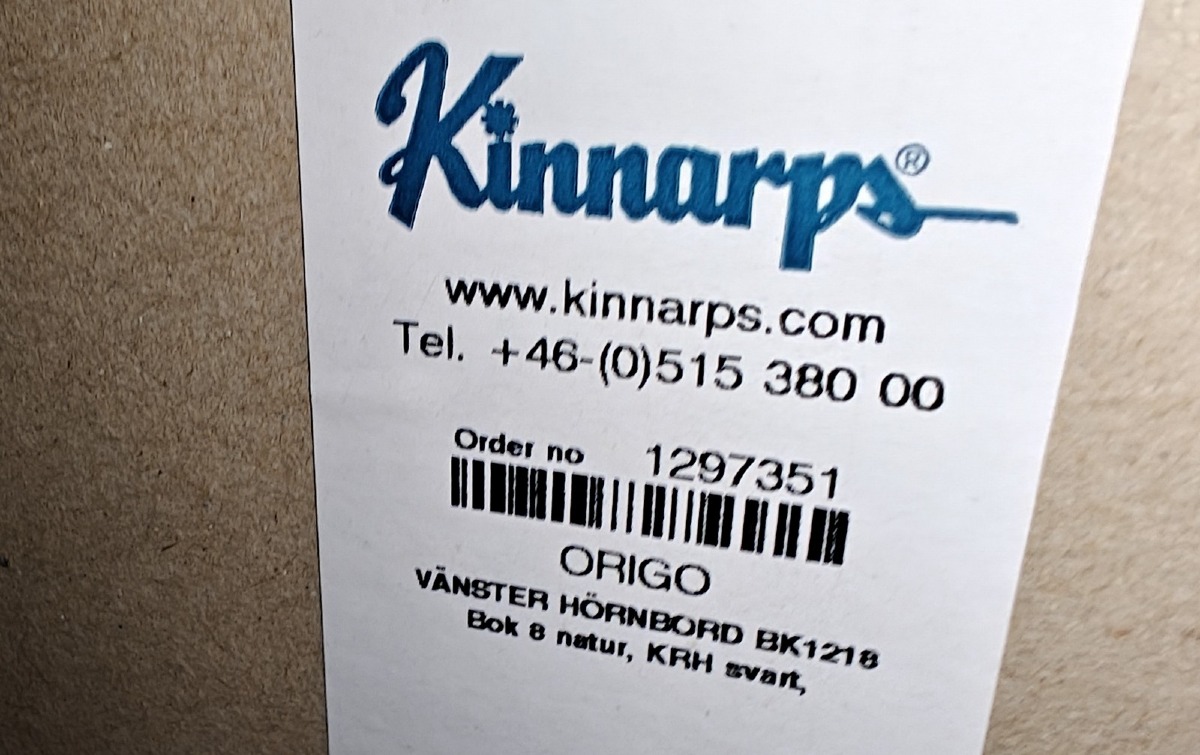 Kinnarps®
www.kinnarps.com
Tel. +46-(0)515 380 00
Order no 1297351
ORIGO
VÄNSTER HÖRNBORD BK1218
Bok 8 natur, KRH svart,